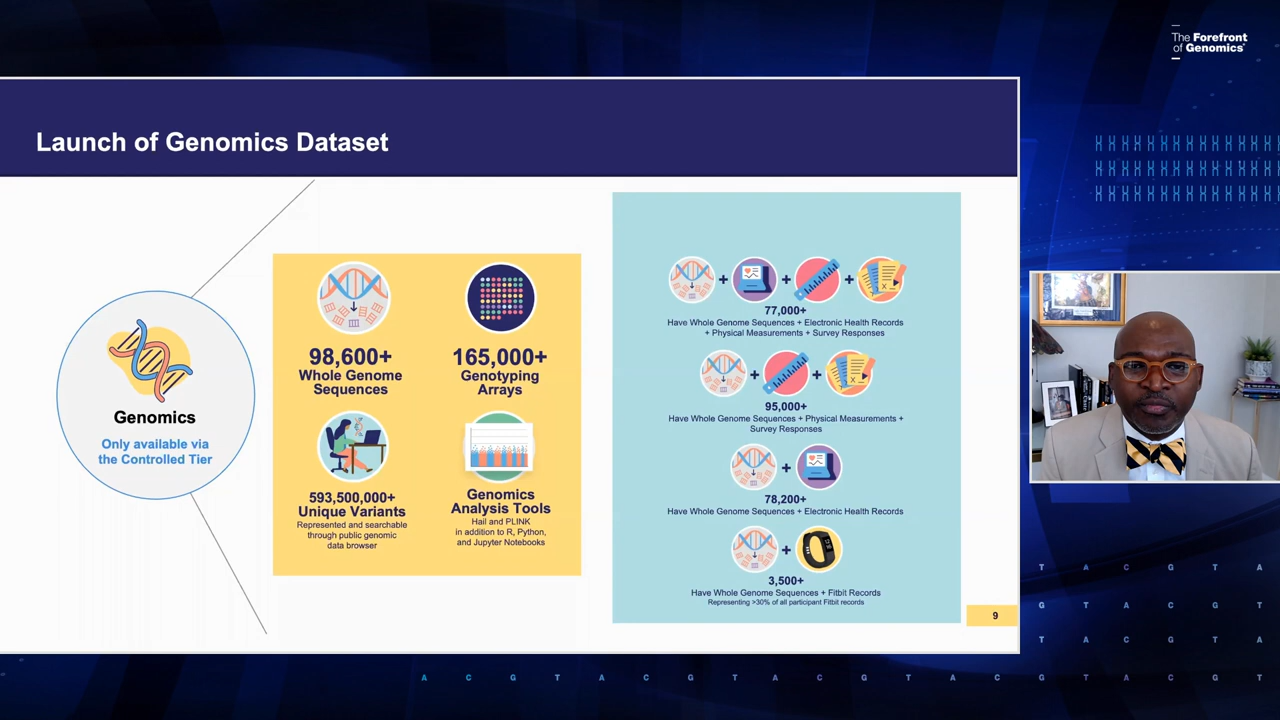 The Forefront
of Genomics®
Launch of Genomics Dataset
Genomics
Only available via
the Controlled Tier
98,600+
Whole Genome
Sequences
165,000+
Genotyping
Arrays
593,500,000+
Unique Variants
Represented and searchable
through public genomic
data browser
Genomics
Analysis Tools
Hail and PLINK
in addition to R, Python,
and Jupyter Notebooks
+ + +
77,000+
Have Whole Genome Sequences + Electronic Health Records
+ Physical Measurements + Survey Responses
+ +
95,000+
Have Whole Genome Sequences + Physical Measurements +
Survey Responses
+
78,200+
Have Whole Genome Sequences + Electronic Health Records
+
3,500+
Have Whole Genome Sequences + Fitbit Records
Representing >30% of all participant Fitbit records
9
T A C G T A
G T A C G T
T A C G T A
A C G T A C G T A C G T A C G T A C G T